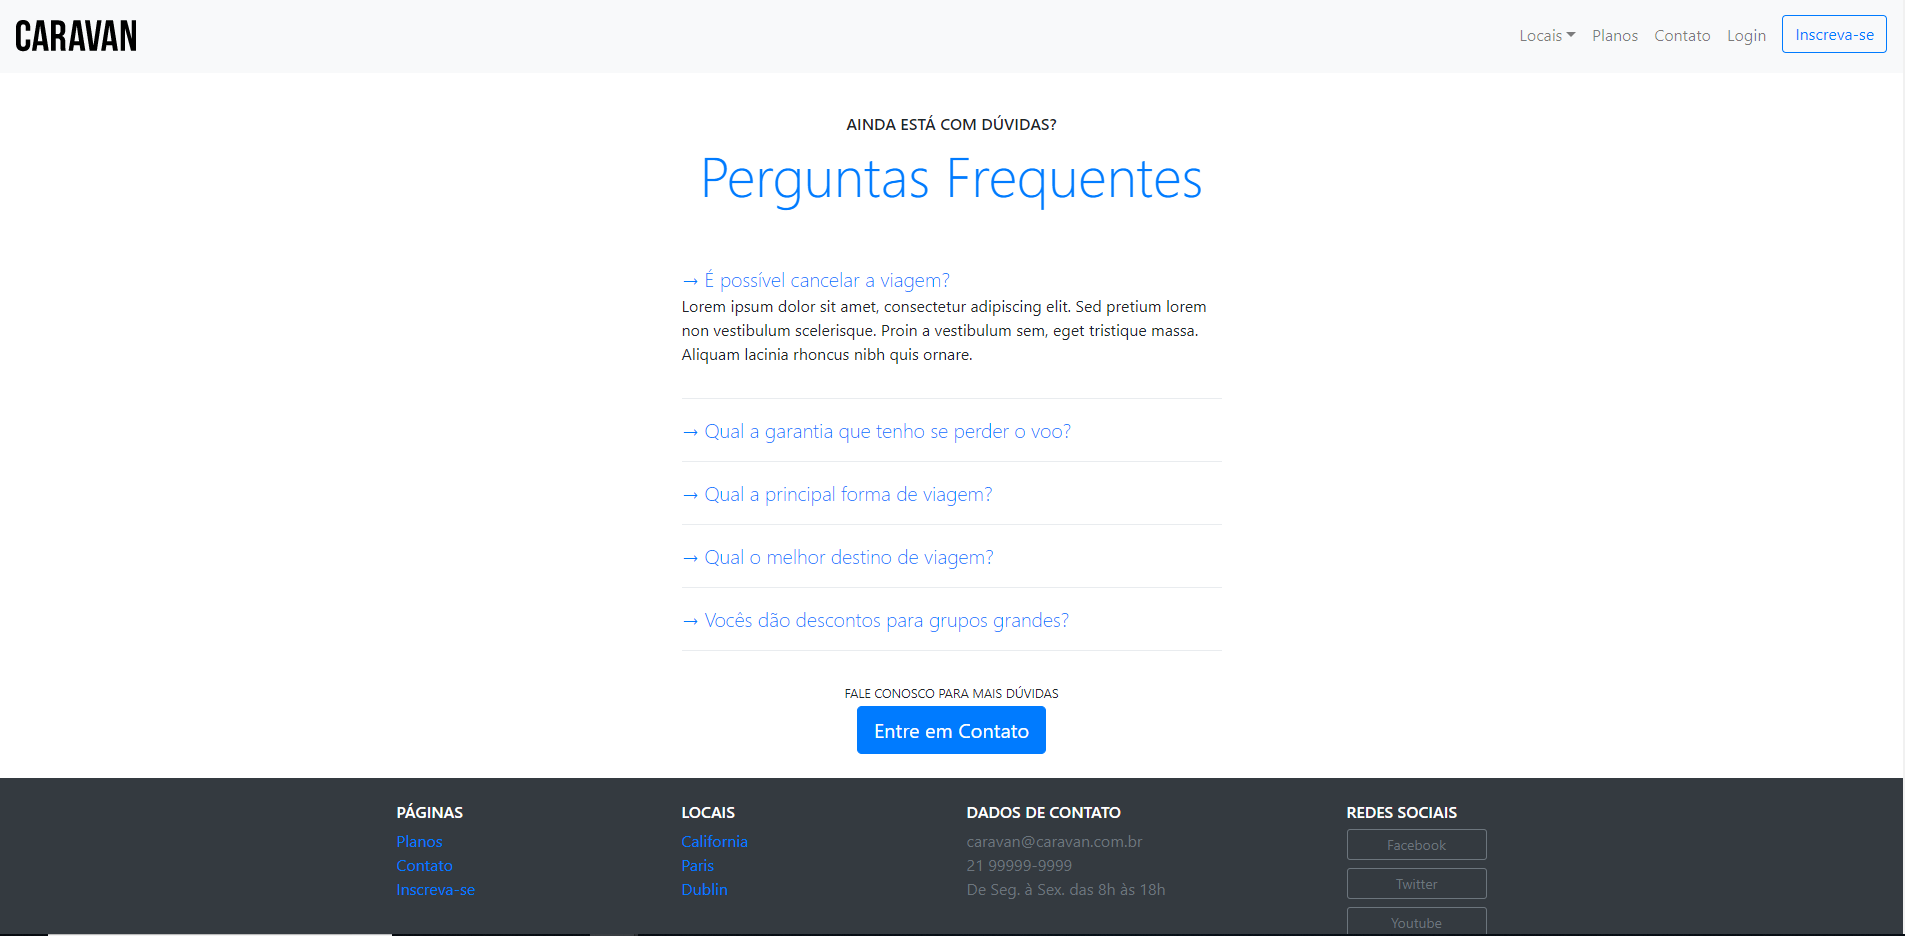 CARAVAN
Locais Planos Contato Login Inscreva-se
AINDA ESTÁ COM DÚVIDAS?
Perguntas Frequentes
→ É possível cancelar a viagem?
Lorem ipsum dolor sit amet, consectetur adipiscing elit. Sed pretium lorem
non vestibulum scelerisque. Proin a vestibulum sem, eget tristique massa.
Aliquam lacinia rhoncus nibh quis ornare.
→ Qual a garantia que tenho se perder o voo?
→ Qual a principal forma de viagem?
→ Qual o melhor destino de viagem?
→ Vocês dão descontos para grupos grandes?
FALE CONOSCO PARA MAIS DÚVIDAS
Entre em Contato
PÁGINAS
Planos
Contato
Inscreva-se
LOCAIS
California
Paris
Dublin
DADOS DE CONTATO
caravan@caravan.com.br
21 99999-9999
De Seg. à Sex. das 8h às 18h
REDES SOCIAIS
Facebook
Twitter
Youtube